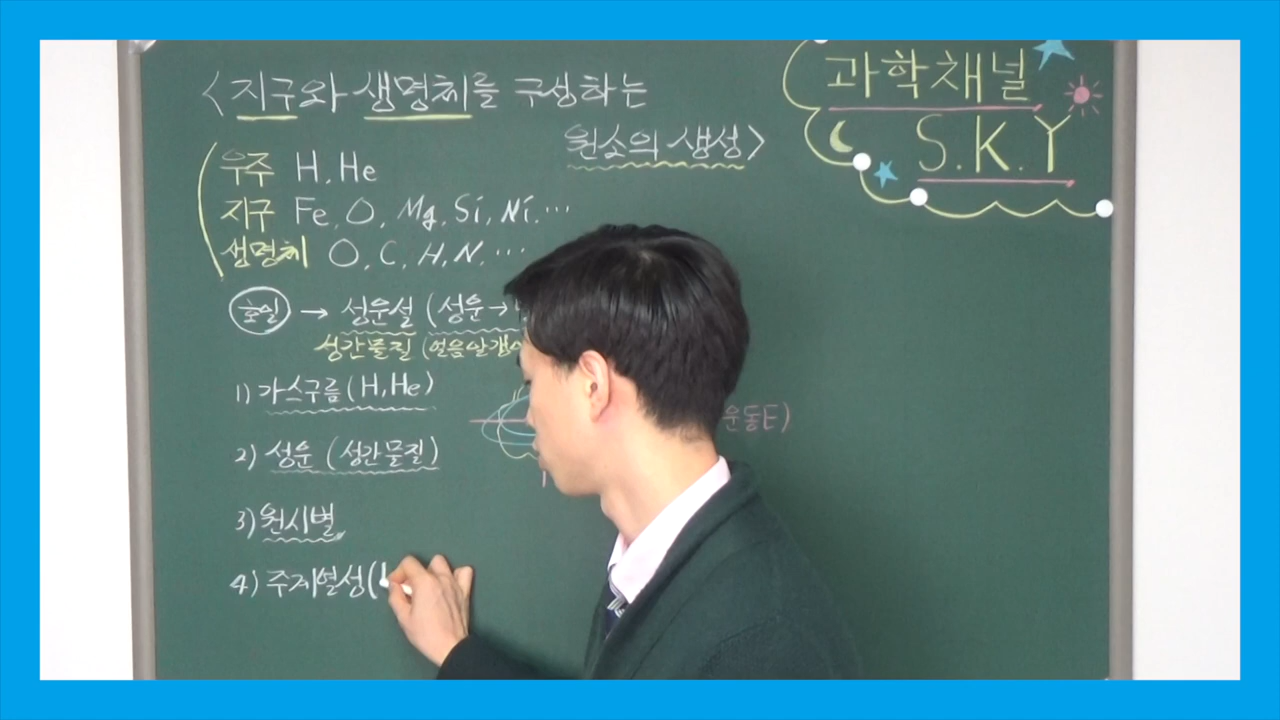 <지구와 생명체를 구성하는
원소의 생성>
과학채널
S.K.Y
우주 H, He
지구 Fe, O, Mg, Si, Ni, …
생명체 O, C, H, N, …
호일 → 성운설 (성운→
성간물질 (얼음알갱이
1) 가스구름(H, He)
운동E)
2) 성운 (성간물질)
3) 원시별
4) 주계열성(